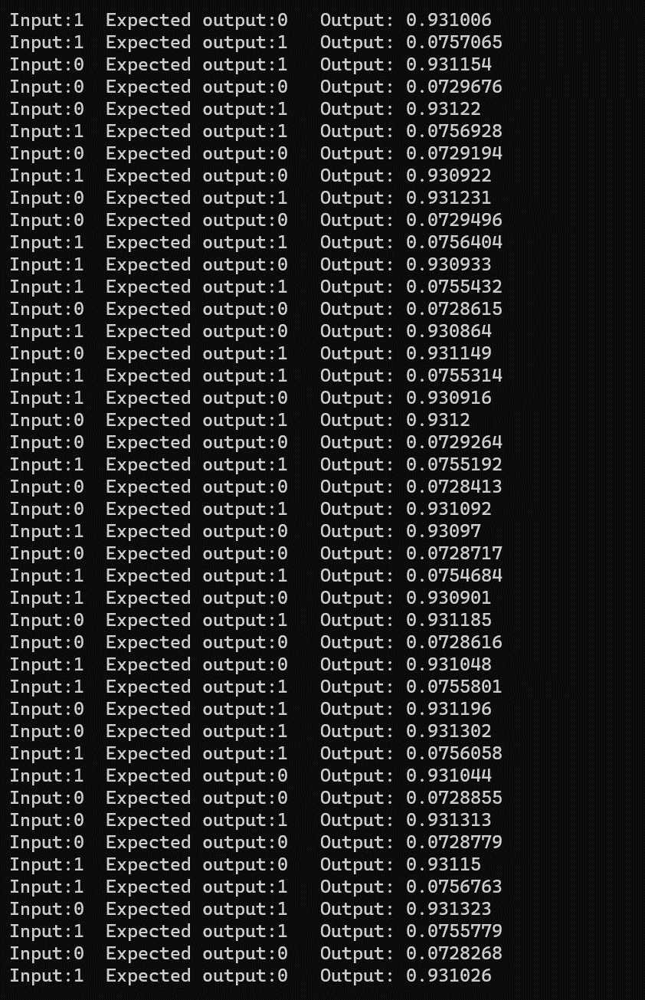 Input:1  Expected output:0   Output: 0.931006
Input:1  Expected output:1   Output: 0.0757065
Input:0  Expected output:1   Output: 0.931154
Input:0  Expected output:0   Output: 0.0729676
Input:0  Expected output:1   Output: 0.93122
Input:1  Expected output:1   Output: 0.0756928
Input:0  Expected output:0   Output: 0.0729194
Input:1  Expected output:0   Output: 0.930922
Input:0  Expected output:1   Output: 0.931231
Input:0  Expected output:0   Output: 0.0729496
Input:1  Expected output:1   Output: 0.0756404
Input:1  Expected output:0   Output: 0.930933
Input:1  Expected output:1   Output: 0.0755432
Input:0  Expected output:0   Output: 0.0728615
Input:1  Expected output:0   Output: 0.930864
Input:0  Expected output:1   Output: 0.931149
Input:1  Expected output:1   Output: 0.0755314
Input:1  Expected output:0   Output: 0.930916
Input:0  Expected output:1   Output: 0.9312
Input:0  Expected output:0   Output: 0.0729264
Input:1  Expected output:1   Output: 0.0755192
Input:0  Expected output:0   Output: 0.0728413
Input:0  Expected output:1   Output: 0.931092
Input:1  Expected output:0   Output: 0.93097
Input:0  Expected output:0   Output: 0.0728717
Input:1  Expected output:1   Output: 0.0754684
Input:1  Expected output:0   Output: 0.930901
Input:0  Expected output:1   Output: 0.931185
Input:0  Expected output:0   Output: 0.0728616
Input:1  Expected output:0   Output: 0.931048
Input:1  Expected output:1   Output: 0.0755801
Input:0  Expected output:1   Output: 0.931196
Input:0  Expected output:1   Output: 0.931302
Input:1  Expected output:1   Output: 0.0756058
Input:1  Expected output:0   Output: 0.931044
Input:0  Expected output:0   Output: 0.0728855
Input:0  Expected output:1   Output: 0.931313
Input:0  Expected output:0   Output: 0.0728779
Input:1  Expected output:0   Output: 0.93115
Input:1  Expected output:1   Output: 0.0756763
Input:0  Expected output:1   Output: 0.931323
Input:1  Expected output:1   Output: 0.0755779
Input:0  Expected output:0   Output: 0.0728268
Input:1  Expected output:0   Output: 0.931026